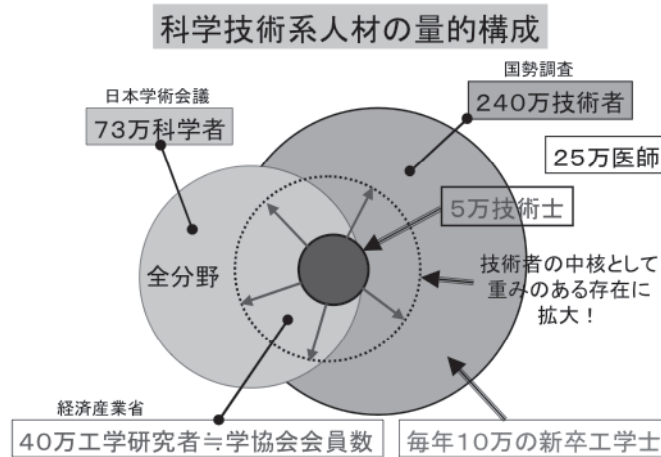 科学技術系人材の量的構成
国勢調査
日本学術会議
240万技術者
73万科学者
25万医師
5万技術士
全分野
技術者の中核として
重みのある存在に
拡大！
経済産業省
40万工学研究者≒学協会会員数
毎年10万の新卒工学士